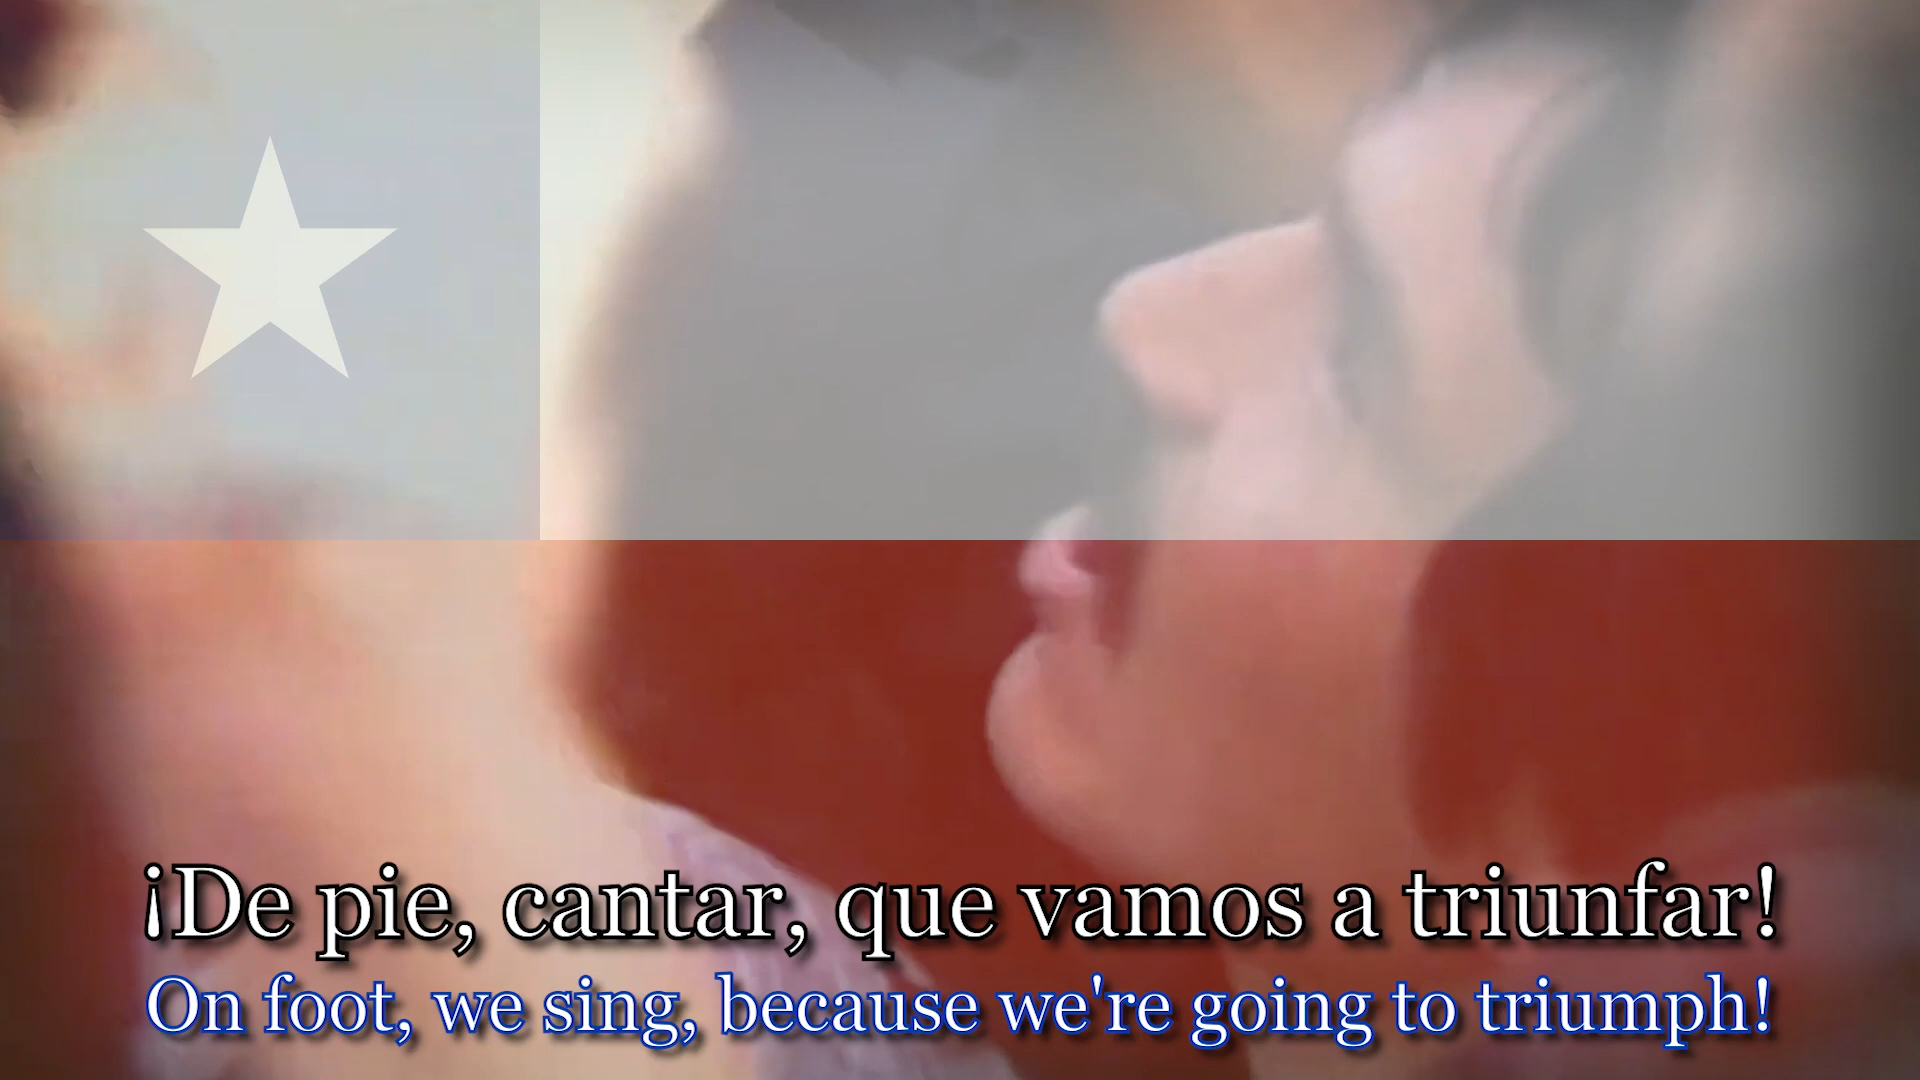 ¡De pie, cantar, que vamos a triunfar!
On foot, we sing, because we're going to triumph!